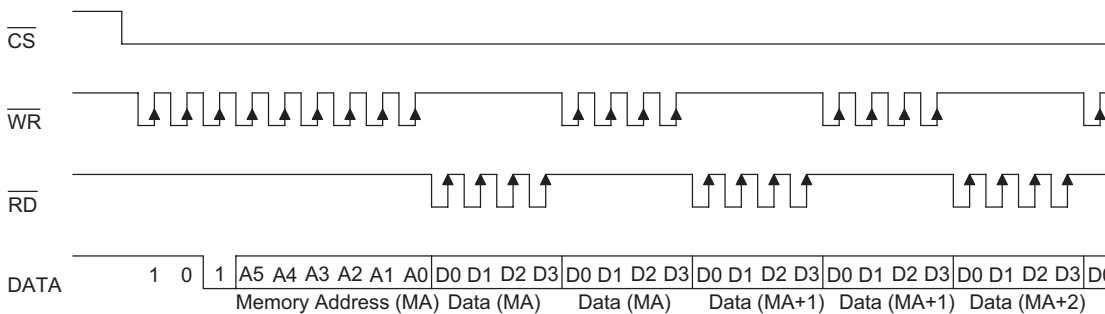 CS
WR
RD
DATA 1 0 1 A5 A4 A3 A2 A1 A0 D0 D1 D2 D3 D0 D1 D2 D3 D0 D1 D2 D3 D0 D1 D2 D3 D0 D1 D2 D3
Memory Address (MA) Data (MA) Data (MA) Data (MA+1) Data (MA+1) Data (MA+2)